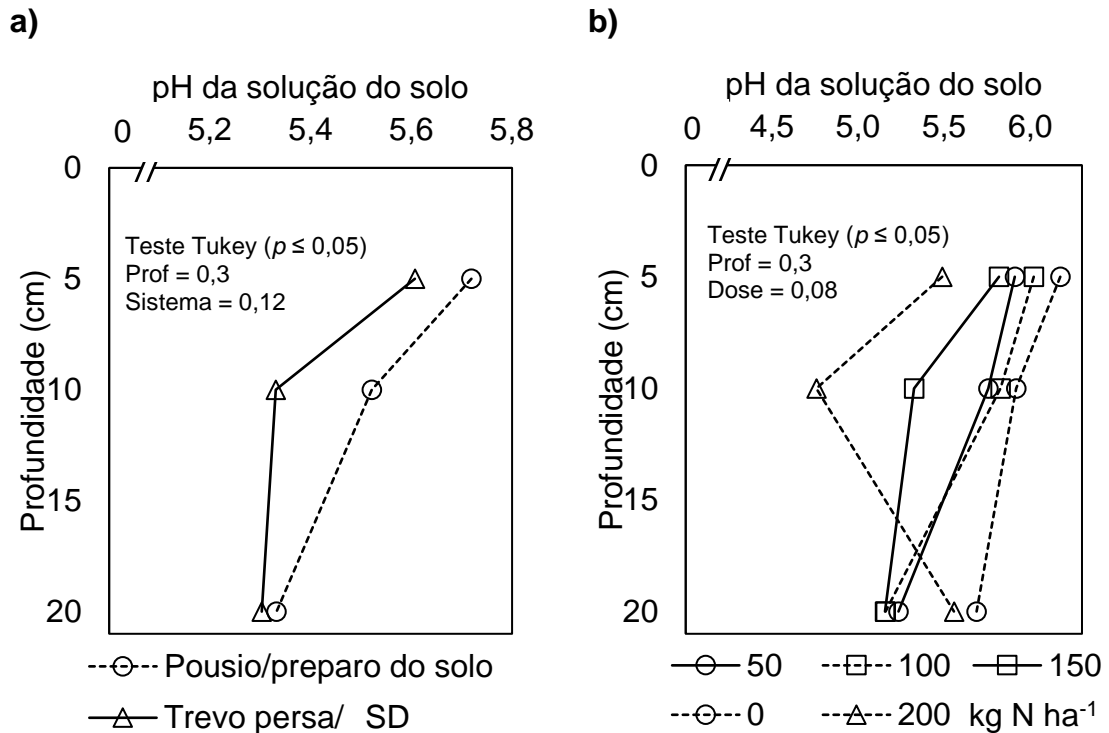 a)
pH da solução do solo
0 5,2 5,4 5,6 5,8
0
5
10
15
20
Profundidade (cm)
Teste Tukey (p ≤ 0,05)
Prof = 0,3
Sistema = 0,12
Pousio/preparo do solo
Trevo persa/ SD
b)
pH da solução do solo
0 4,5 5,0 5,5 6,0
0
5
10
15
20
Profundidade (cm)
Teste Tukey (p ≤ 0,05)
Prof = 0,3
Dose = 0,08
50 100 150
0 200 kg N ha⁻¹